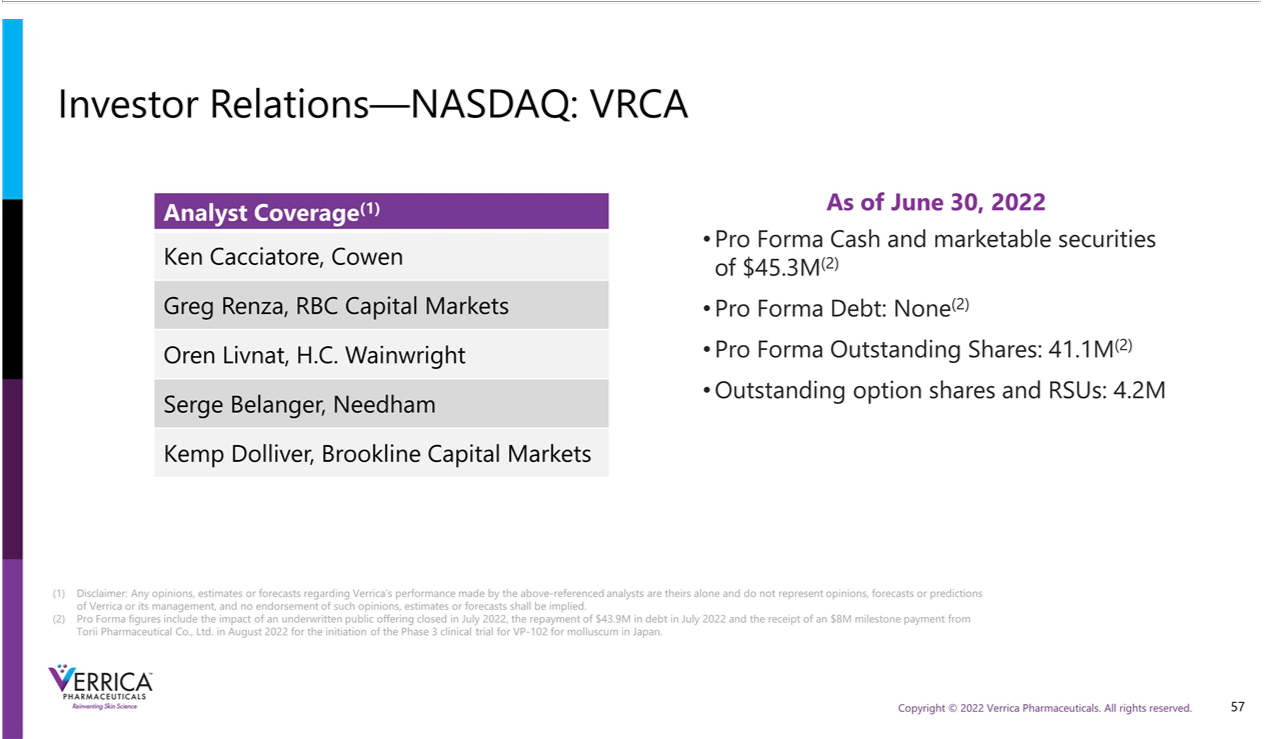 Investor Relations—NASDAQ: VRCA
Analyst Coverage(1)
Ken Cacciatore, Cowen
Greg Renza, RBC Capital Markets
Oren Livnat, H.C. Wainwright
Serge Belanger, Needham
Kemp Dolliver, Brookline Capital Markets
As of June 30, 2022
•Pro Forma Cash and marketable securities
of $45.3M(2)
•Pro Forma Debt: None(2)
•Pro Forma Outstanding Shares: 41.1M(2)
•Outstanding option shares and RSUs: 4.2M
(1) Disclaimer: Any opinions, estimates or forecasts regarding Verrica's performance made by the above-referenced analysts are theirs alone and do not represent opinions, forecasts or predictions
of Verrica or its management, and no endorsement of such opinions, estimates or forecasts shall be implied.
(2) Pro Forma figures include the impact of an underwritten public offering closed in July 2022, the repayment of $43.9M in debt in July 2022 and the receipt of an $8M milestone payment from
Torii Pharmaceutical Co., Ltd. in August 2022 for the initiation of the Phase 3 clinical trial for VP-102 for molluscum in Japan.
VERRICA™
PHARMACEUTICALS
Reinventing Skin Science
Copyright © 2022 Verrica Pharmaceuticals. All rights reserved.
57